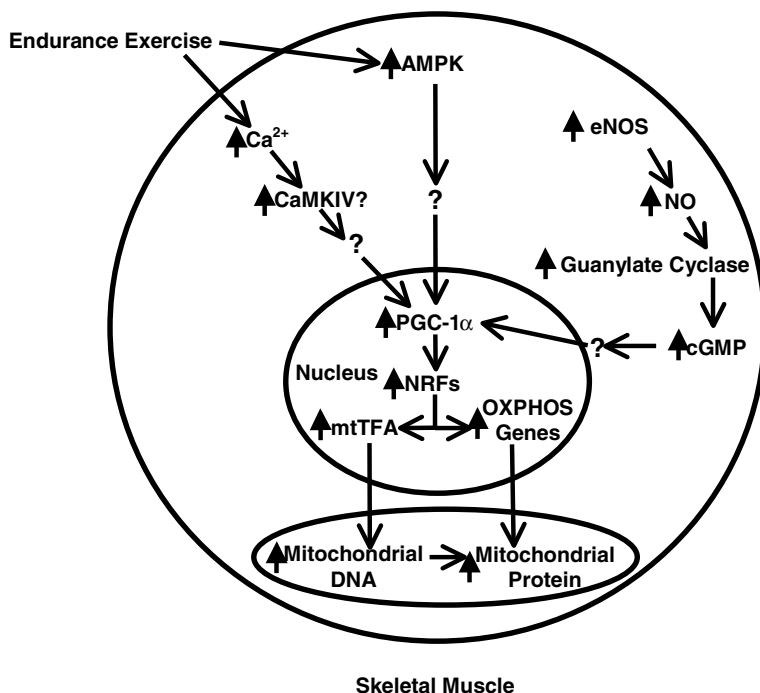 Endurance Exercise
AMPK
eNOS
Ca²⁺
CaMKIV?
?
NO
?
Guanylate Cyclase
PGC-1α
?
cGMP
Nucleus
NRFs
mtTFA
OXPHOS
Genes
Mitochondrial
DNA
Mitochondrial
Protein
Skeletal Muscle